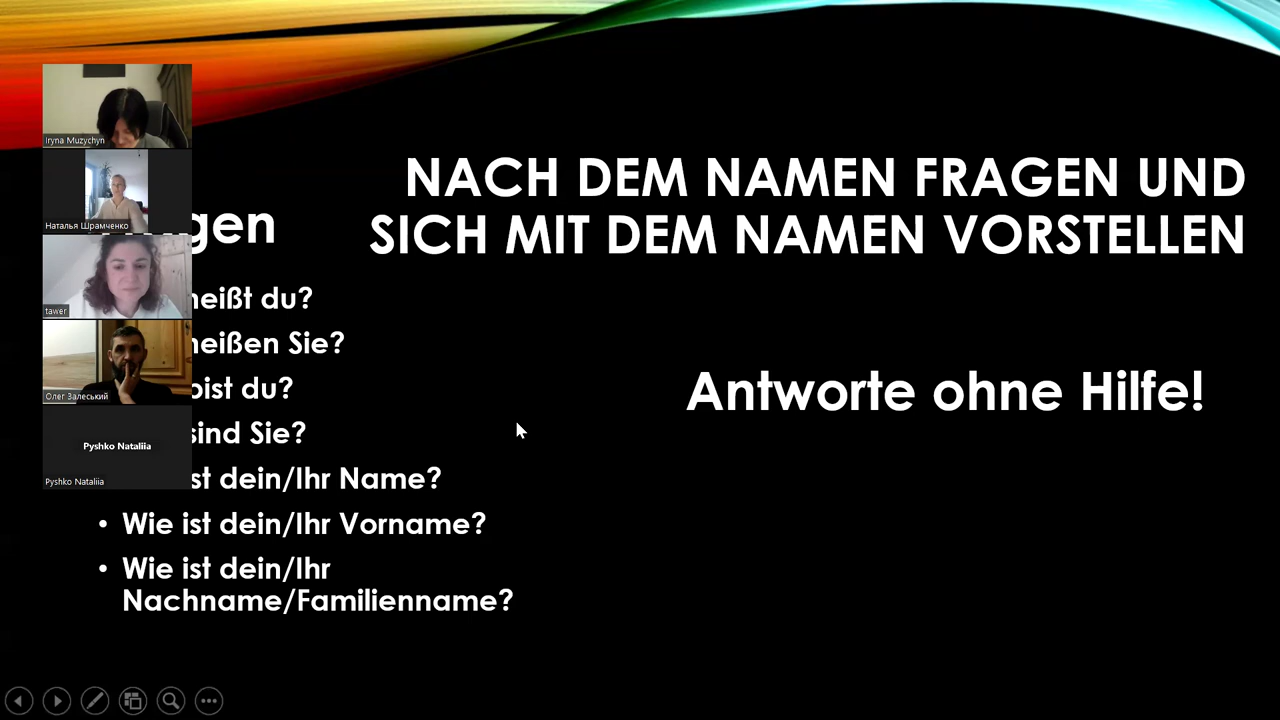 NACH DEM NAMEN FRAGEN UND
SICH MIT DEM NAMEN VORSTELLEN
heißt du?
heißen Sie?
bist du?
sind Sie?
ist dein/Ihr Name?
• Wie ist dein/Ihr Vorname?
• Wie ist dein/Ihr
Nachname/Familienname?
Antworte ohne Hilfe!
Iryna Muzychyn
Наталья Шрамченко
tawer
Олег Залеський
Pyshko Nataliia
Pyshko Nataliia